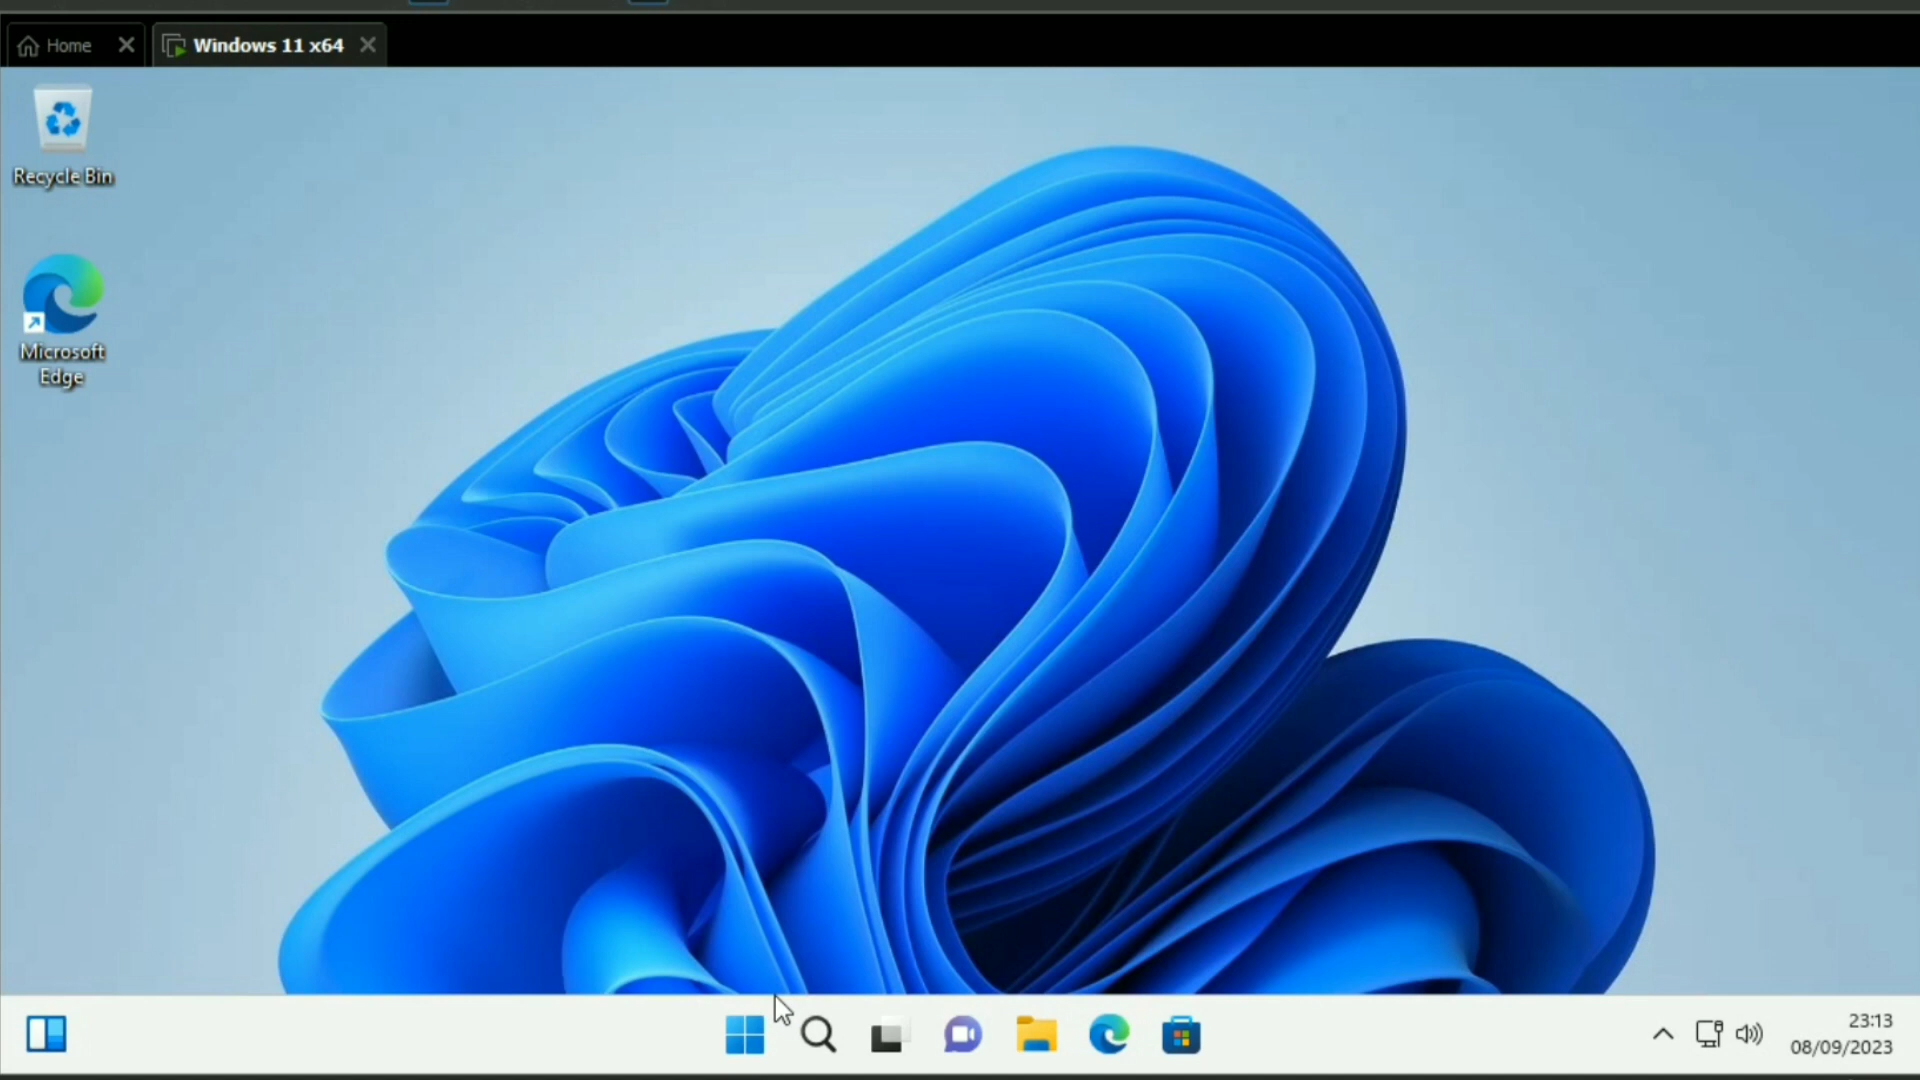 Home
Windows 11 x64
Recycle Bin
Microsoft
Edge
23:13
08/09/2023